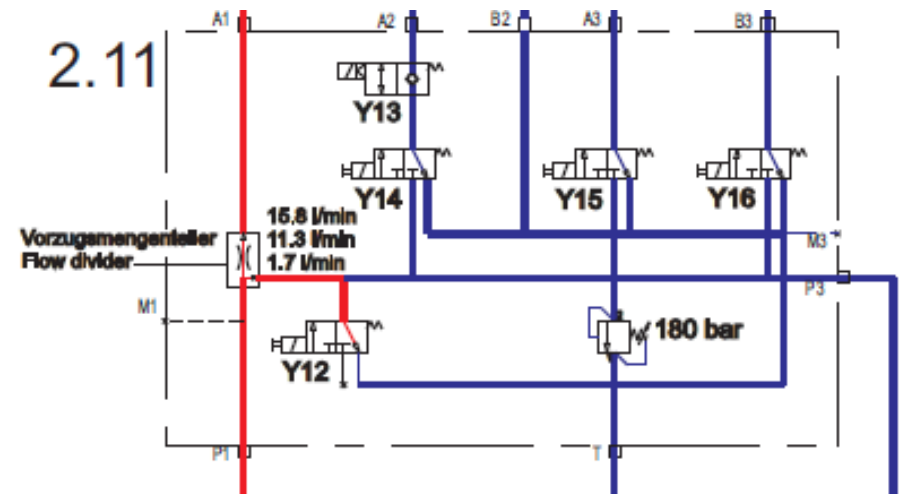 A1
A2
B2
A3
B3
2.11
Y13
Y14
Y15
Y16
15.8 l/min
Vorzugsmengenteiler
11.3 l/min
M3
Flow divider
1.7 l/min
P3
M1
180 bar
Y12
P1
T